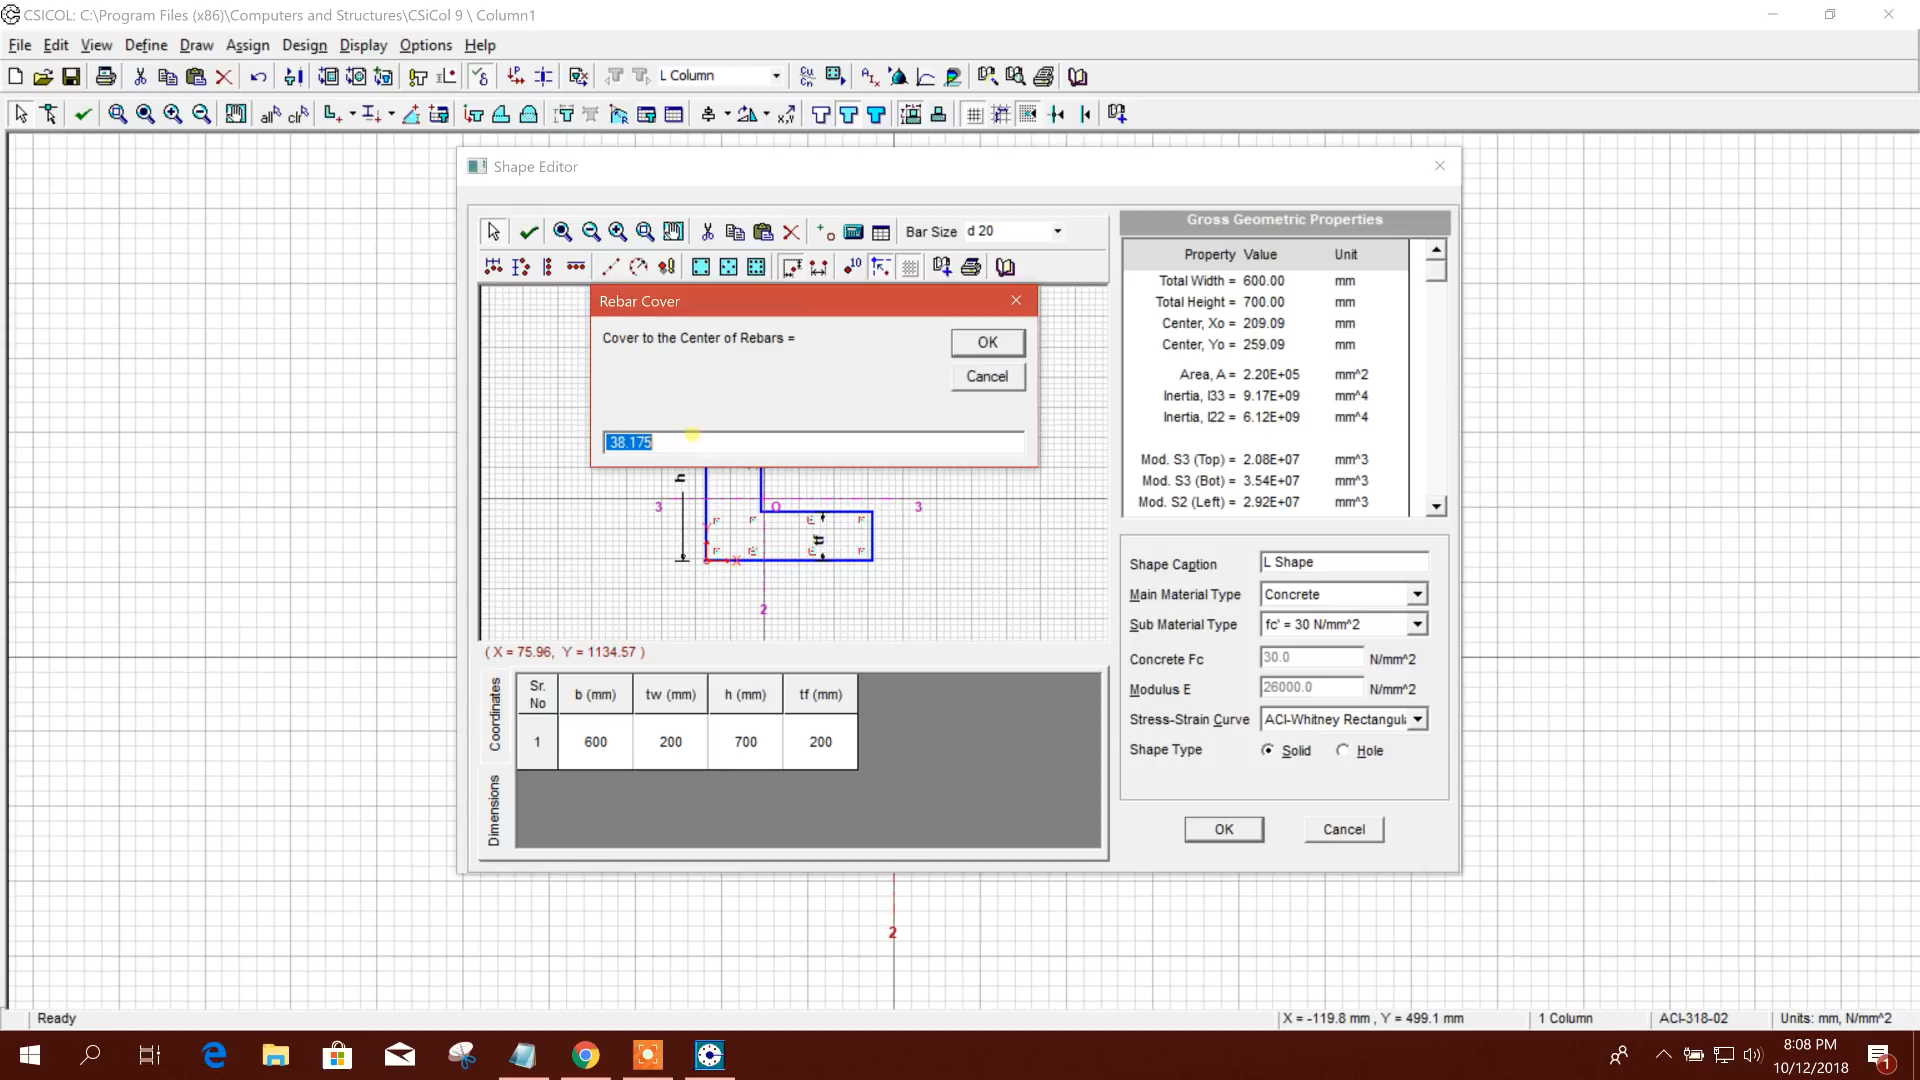 CSICOL: C:\Program Files (x86)\Computers and Structures\CSiCol 9 \ Column1
File Edit View Define Draw Assign Design Display Options Help
L Column
all clr
Shape Editor
Bar Size d 20
10
Rebar Cover
Cover to the Center of Rebars =
OK
Cancel
38.175
h
3 O 3
tf
Y
X
2
( X = 75.96, Y = 1134.57 )
Coordinates
Dimensions
Sr. No b (mm) tw (mm) h (mm) tf (mm)
1 600 200 700 200
Gross Geometric Properties
Property Value Unit
Total Width = 600.00 mm
Total Height = 700.00 mm
Center, Xo = 209.09 mm
Center, Yo = 259.09 mm
Area, A = 2.20E+05 mm^2
Inertia, I33 = 9.17E+09 mm^4
Inertia, I22 = 6.12E+09 mm^4
Mod. S3 (Top) = 2.08E+07 mm^3
Mod. S3 (Bot) = 3.54E+07 mm^3
Mod. S2 (Left) = 2.92E+07 mm^3
Shape Caption L Shape
Main Material Type Concrete
Sub Material Type fc' = 30 N/mm^2
Concrete Fc 30.0 N/mm^2
Modulus E 26000.0 N/mm^2
Stress-Strain Curve ACI-Whitney Rectangul
Shape Type Solid Hole
OK Cancel
2
Ready X = -119.8 mm , Y = 499.1 mm 1 Column ACI-318-02 Units: mm, N/mm^2
8:08 PM
10/12/2018
1